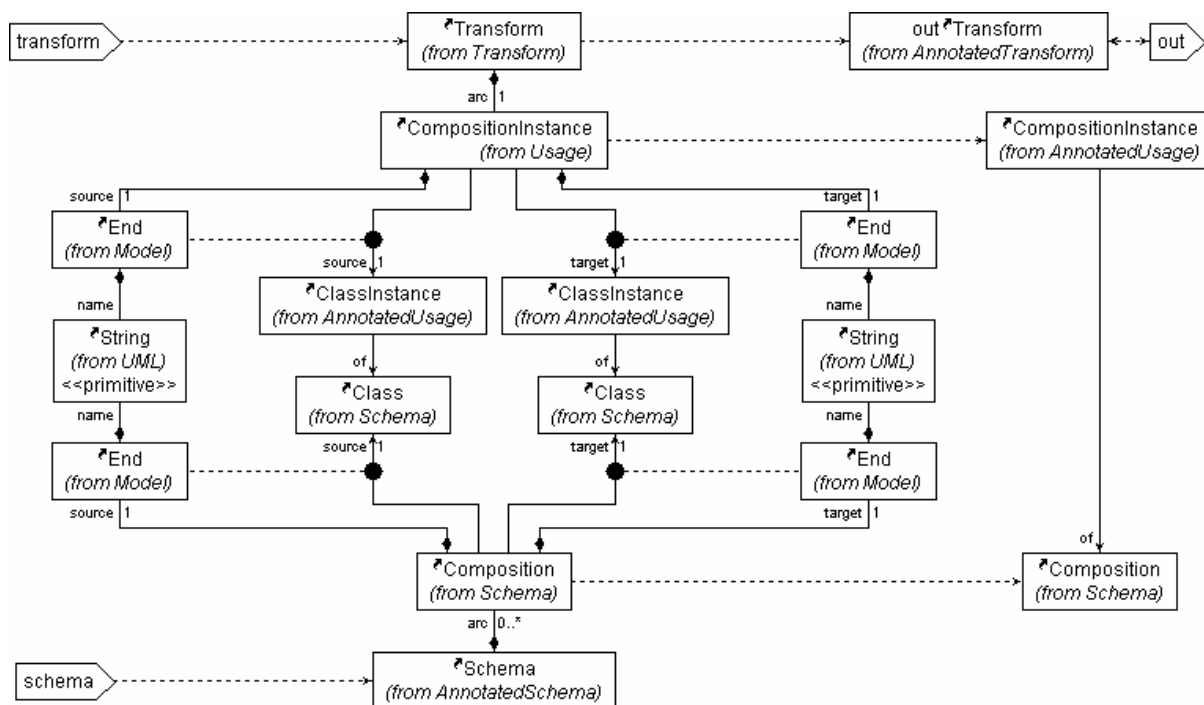 transform
Transform
(from Transform)
out Transform
(from AnnotatedTransform)
out
arc 1
CompositionInstance
(from Usage)
CompositionInstance
(from AnnotatedUsage)
source 1
target 1
End
(from Model)
End
(from Model)
source 1
target 1
name
ClassInstance
(from AnnotatedUsage)
ClassInstance
(from AnnotatedUsage)
name
String
(from UML)
<<primitive>>
of
of
String
(from UML)
<<primitive>>
Class
(from Schema)
Class
(from Schema)
name
name
source 1
target 1
End
(from Model)
End
(from Model)
source 1
target 1
of
Composition
(from Schema)
Composition
(from Schema)
arc 0..*
schema
Schema
(from AnnotatedSchema)